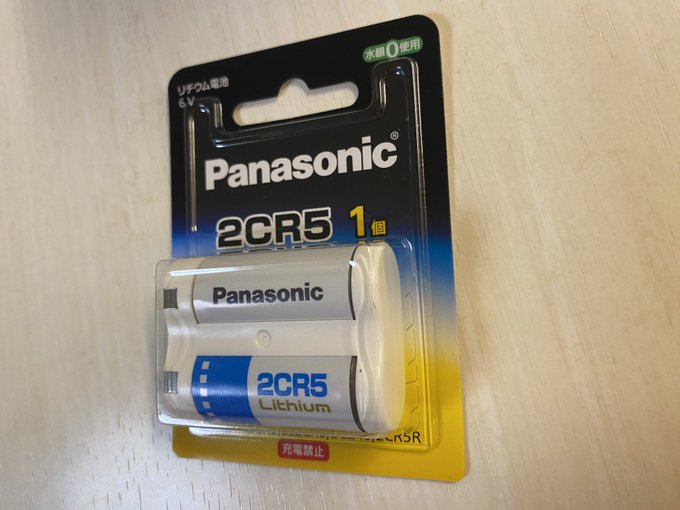 水銀0使用
リチウム電池
6V
Panasonic®
2CR5 1個
Panasonic
2CR5
Lithium
2CR5R
充電禁止